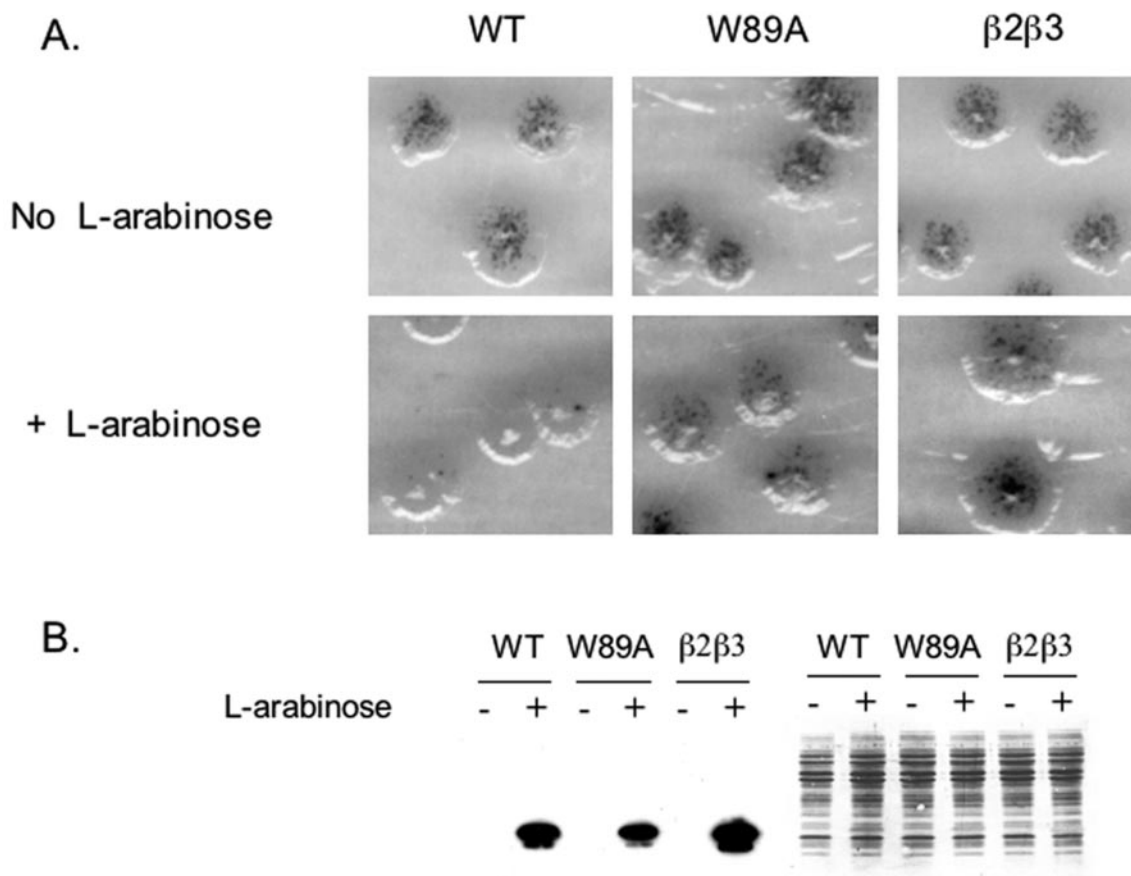 A.
WT W89A β2β3
No L-arabinose
+ L-arabinose
B.
WT W89A β2β3 WT W89A β2β3
L-arabinose - + - + - + - + - + - +